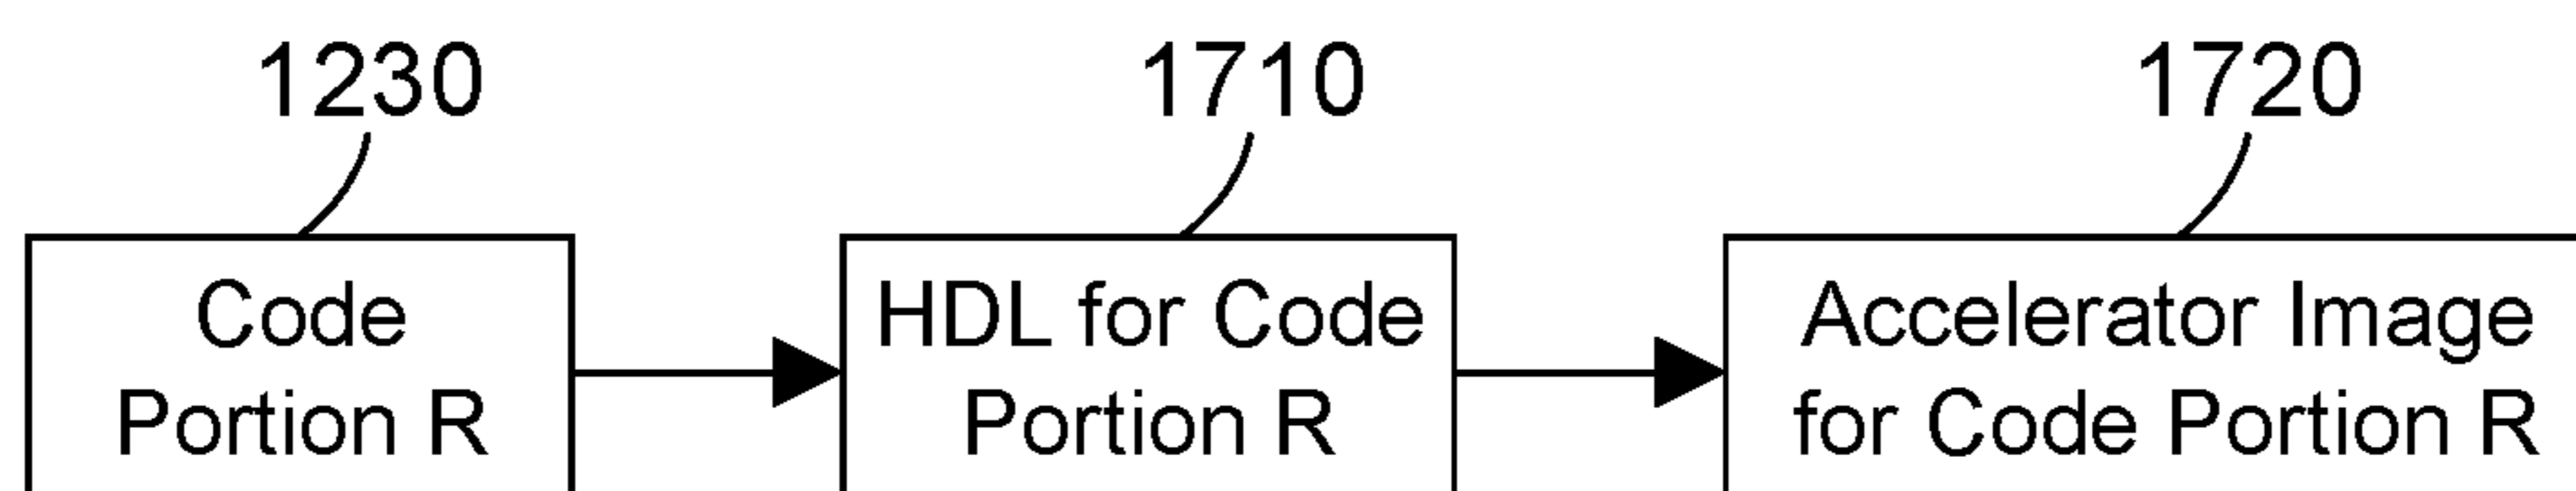 1230
1710
1720
Code
Portion R
HDL for Code
Portion R
Accelerator Image
for Code Portion R